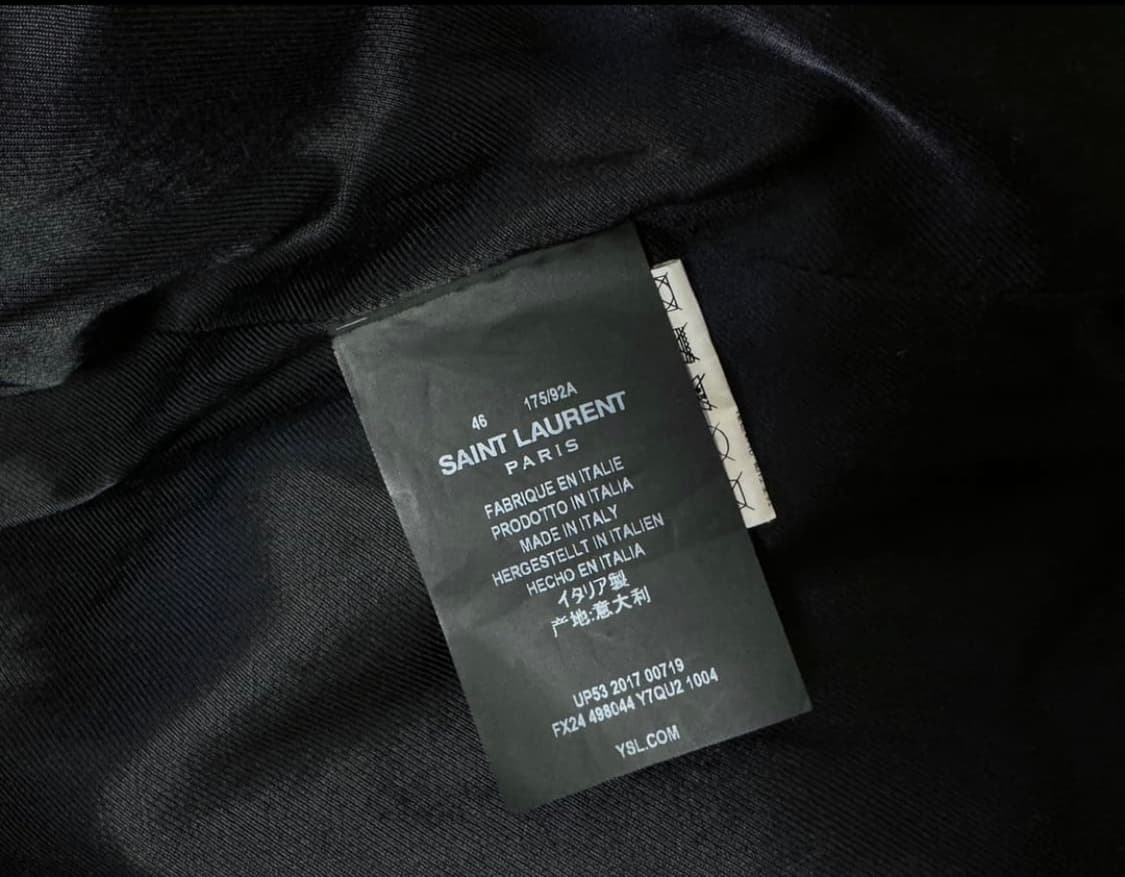 46 175/92A
SAINT LAURENT
PARIS
FABRIQUE EN ITALIE
PRODOTTO IN ITALIA
MADE IN ITALY
HERGESTELLT IN ITALIEN
HECHO EN ITALIA
イタリア製
产地:意大利
UP53 2017 00719
FX24 498044 Y7QU2 1004
YSL.COM